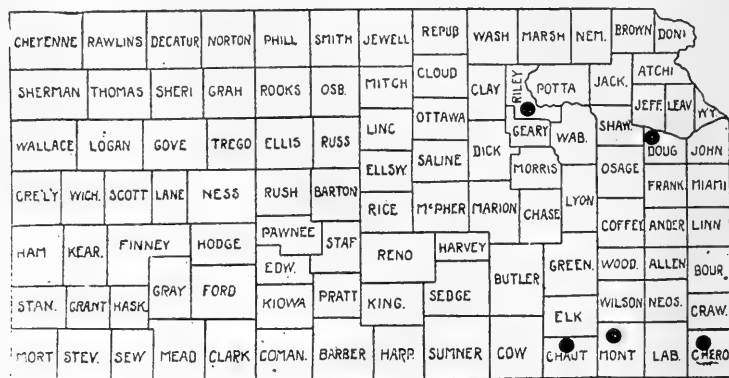 CHEYENNE RAWLINS DECATUR NORTON PHILL SMITH JEWELL REPUB WASH MARSH NEM. BROWN DONI
SHERMAN THOMAS SHERI GRAH ROOKS OSB. MITCH CLOUD CLAY RILEY POTTA JACK. ATCHI
JEFF. LEAV WY.
WALLACE LOGAN GOVE TREGO ELLIS RUSS LINC OTTAWA DICK GEARY WAB. SHAW. DOUG JOHN
ELLSW. SALINE MORRIS OSAGE
GRE'LY WICH. SCOTT LANE NESS RUSH BARTON RICE McPHER MARION CHASE LYON FRANK MIAMI
HAM KEAR. FINNEY HODGE PAWNEE STAF RENO HARVEY COFFEY ANDER LINN
EDW. BUTLER GREEN. WOOD. ALLEN BOUR.
STAN. GRANT HASK. GRAY FORD KIOWA PRATT KING. SEDGE ELK WILSON NEOS. CRAW.
MORT STEV. SEW MEAD CLARK COMAN. BARBER HARP. SUMNER COW CHAUT MONT LAB. CHERO